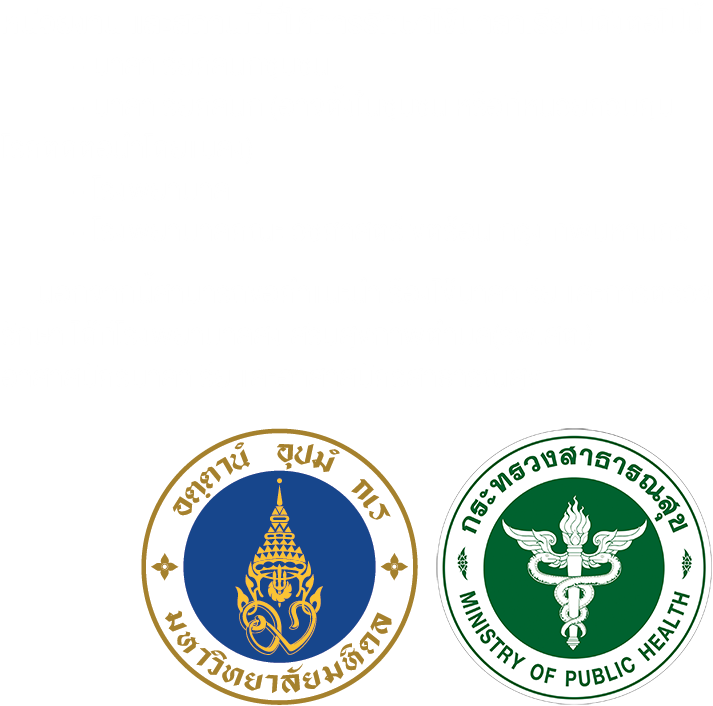 อตฺตานํ อุปมํ กเร
มหาวิทยาลัยมหิดล
กระทรวงสาธารณสุข
MINISTRY OF PUBLIC HEALTH